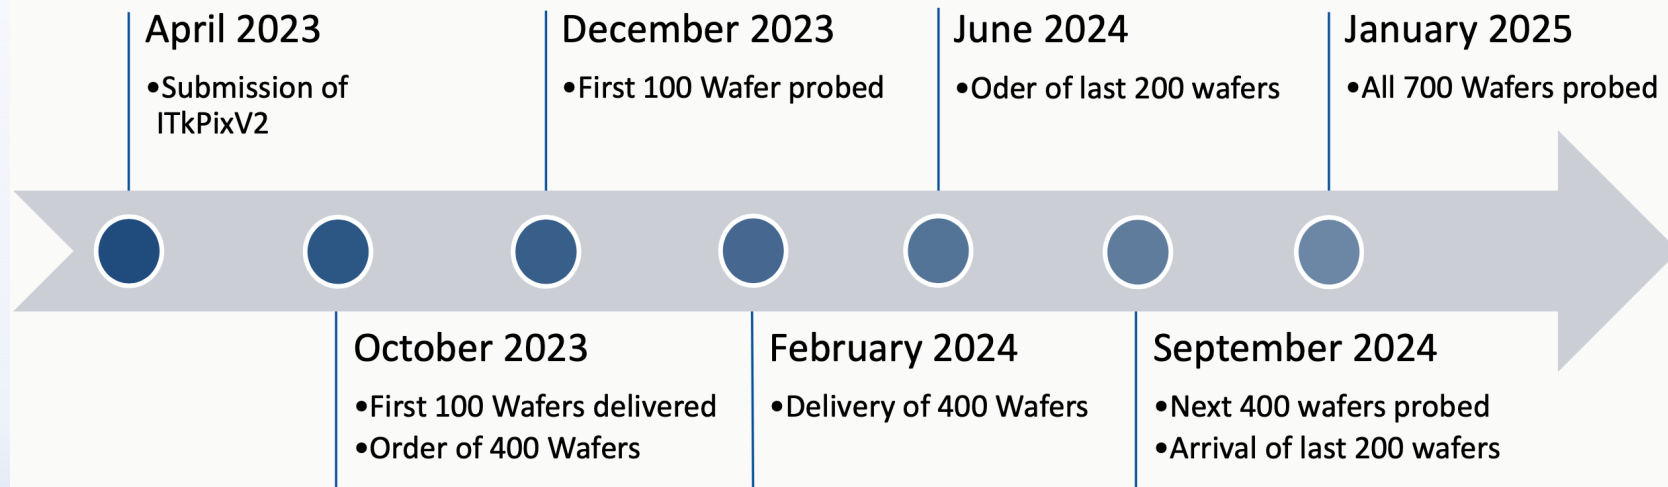 April 2023
•Submission of
ITkPixV2
December 2023
•First 100 Wafer probed
June 2024
•Oder of last 200 wafers
January 2025
•All 700 Wafers probed
October 2023
•First 100 Wafers delivered
•Order of 400 Wafers
February 2024
•Delivery of 400 Wafers
September 2024
•Next 400 wafers probed
•Arrival of last 200 wafers